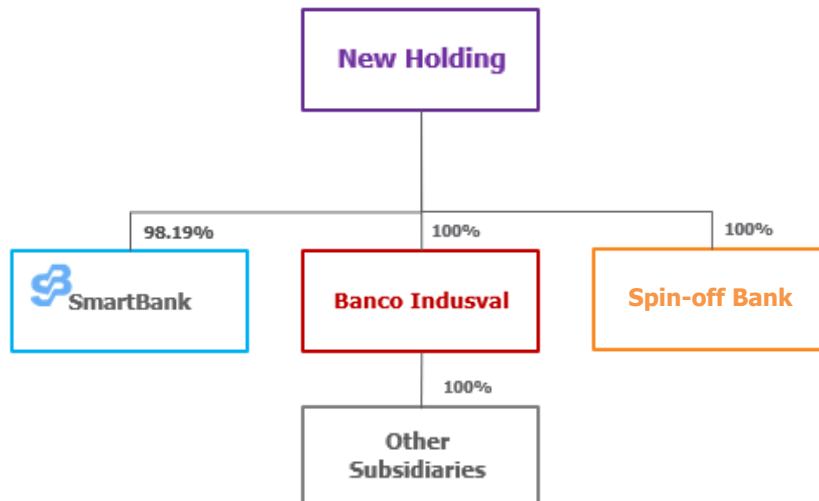 New Holding
98.19%
100%
100%
SmartBank
Banco Indusval
Spin-off Bank
100%
Other
Subsidiaries